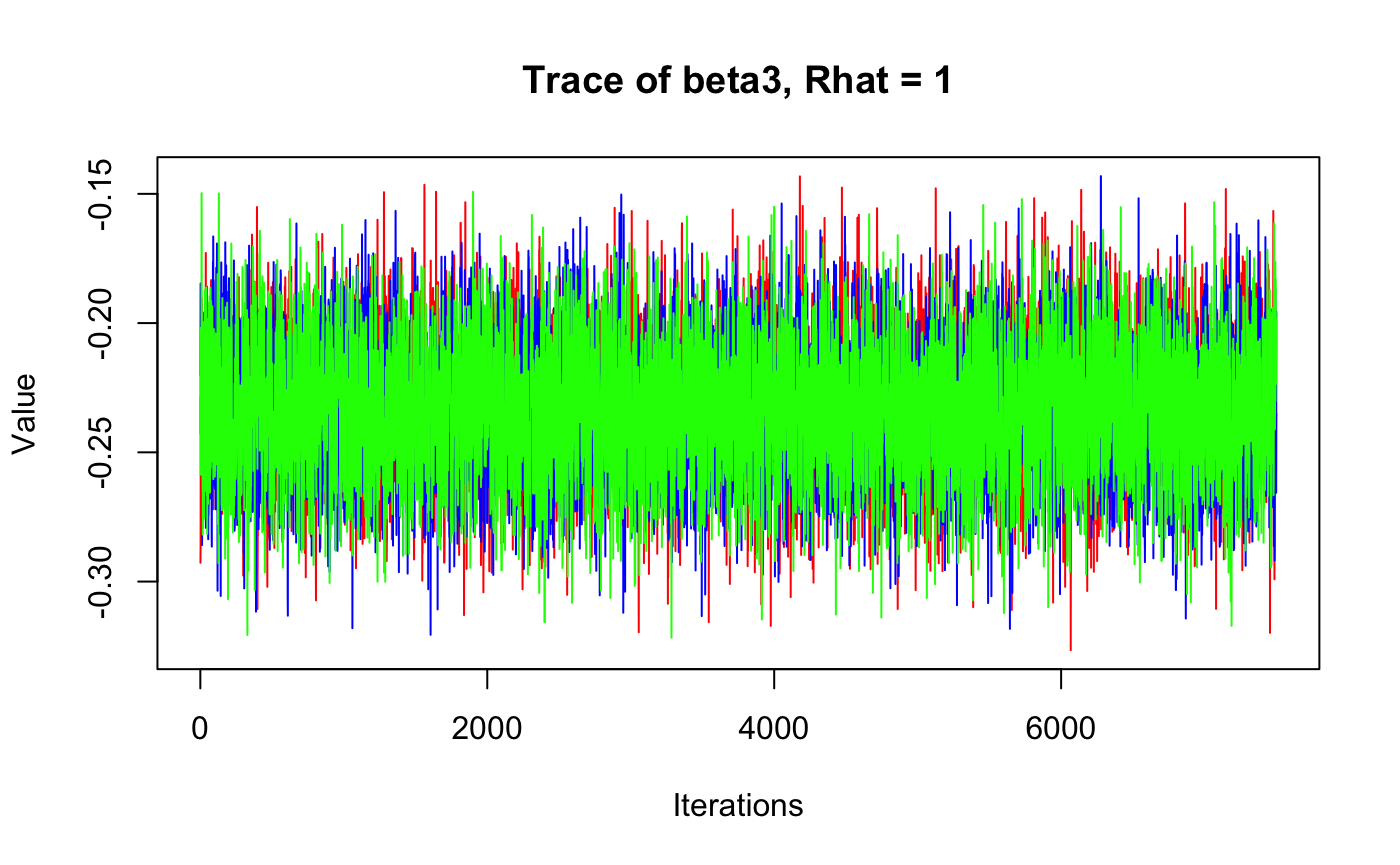 Trace of beta3, Rhat = 1
-0.15
-0.20
-0.25
-0.30
Value
0 2000 4000 6000
Iterations